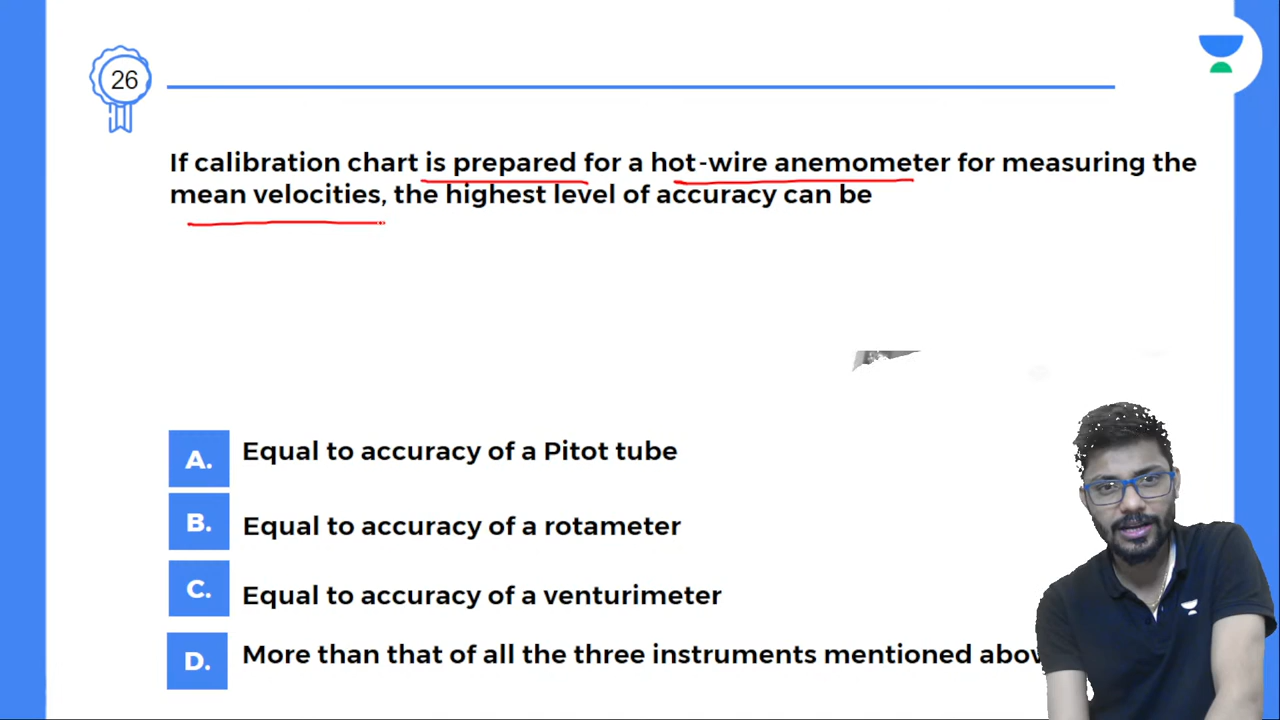 26
If calibration chart is prepared for a hot-wire anemometer for measuring the
mean velocities, the highest level of accuracy can be
A. Equal to accuracy of a Pitot tube
B. Equal to accuracy of a rotameter
C. Equal to accuracy of a venturimeter
D. More than that of all the three instruments mentioned